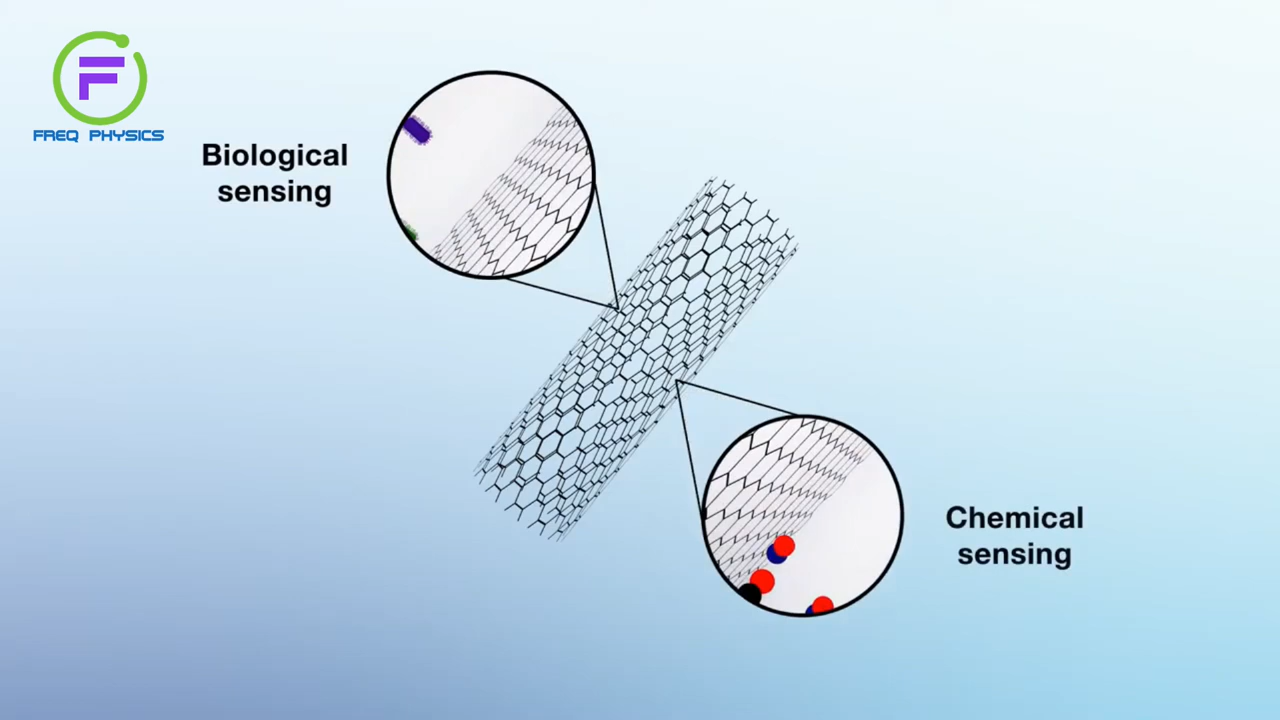 FREQ PHYSICS
Biological
sensing
Chemical
sensing